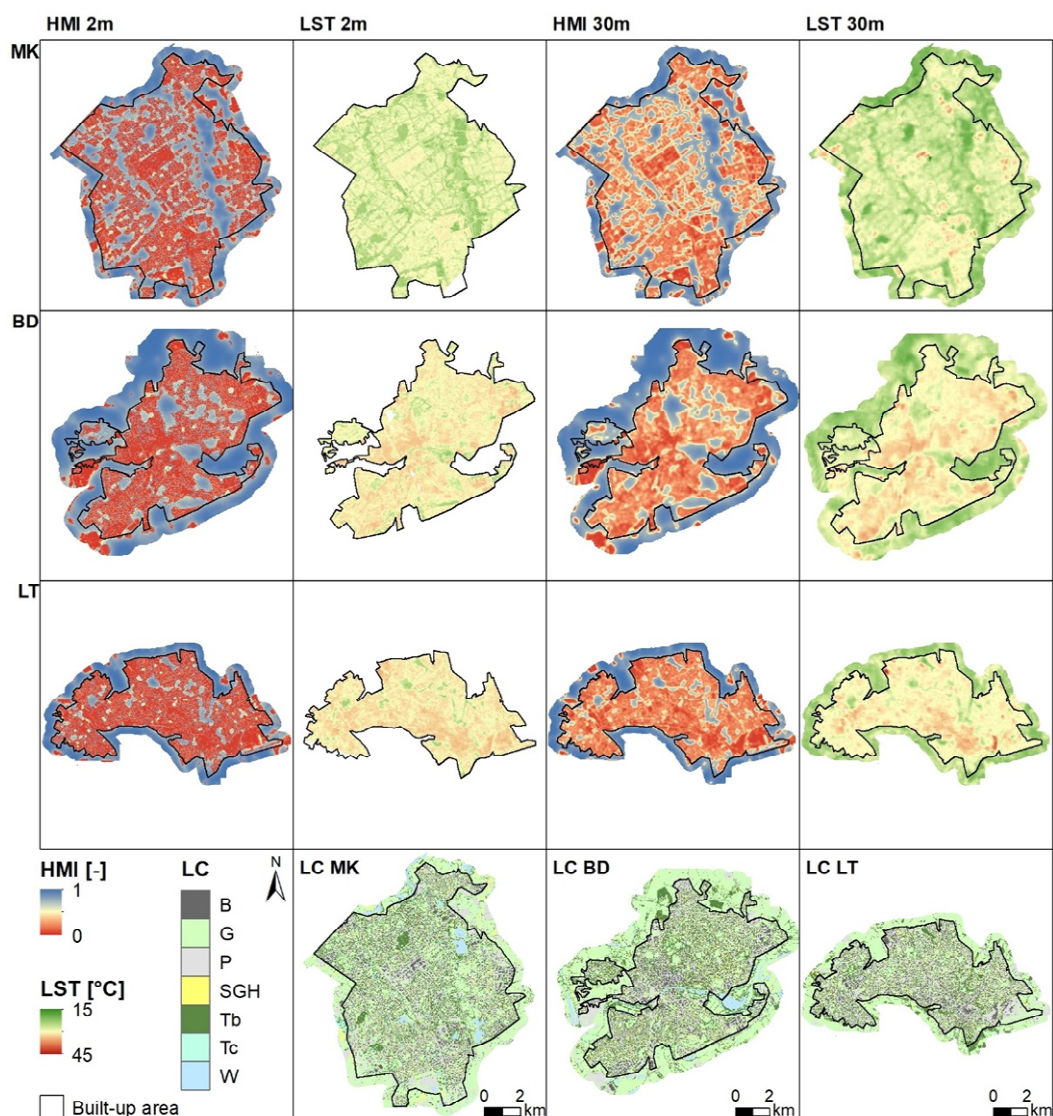 HMI 2m LST 2m HMI 30m LST 30m
MK
BD
LT
HMI [-]
1
0
LST [°C]
15
45
Built-up area
LC
B
G
P
SGH
Tb
Tc
W
N
LC MK
0 2
km
LC BD
0 2
km
LC LT
0 2
km